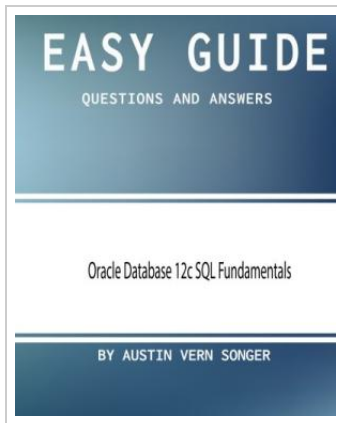 EASY GUIDE
QUESTIONS AND ANSWERS
Oracle Database 12c SQL Fundamentals
BY AUSTIN VERN SONGER